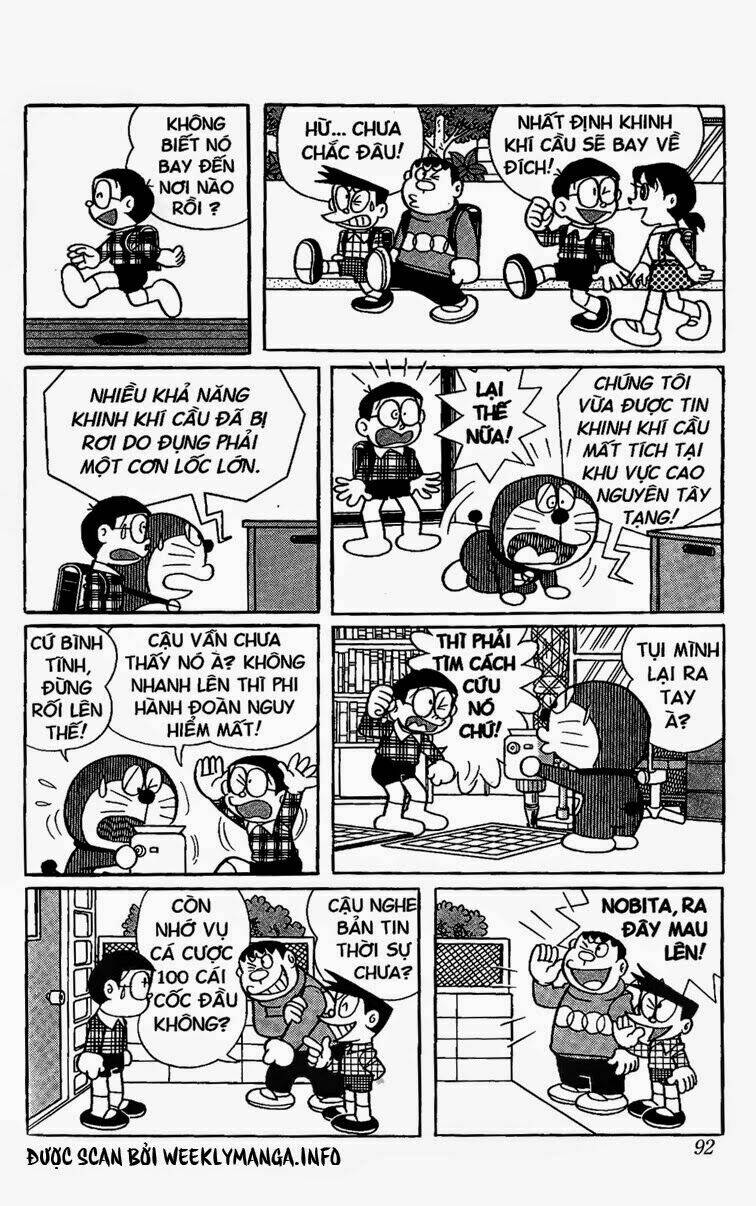 NHẤT ĐỊNH KHINH
KHÍ CẦU SẼ BAY VỀ
ĐÍCH!
HỪ... CHƯA
CHẮC ĐÂU!
KHÔNG
BIẾT NÓ
BAY ĐẾN
NƠI NÀO
RỒI ?
CHÚNG TÔI
VỪA ĐƯỢC TIN
KHINH KHÍ CẦU
MẤT TÍCH TẠI
KHU VỰC CAO
NGUYÊN TÂY
TẠNG!
LẠI
THẾ
NỮA!
NHIỀU KHẢ NĂNG
KHINH KHÍ CẦU ĐÃ BỊ
RƠI DO ĐỤNG PHẢI
MỘT CƠN LỐC LỚN.
TỤI MÌNH
LẠI RA
TAY
À?
THÌ PHẢI
TÌM CÁCH
CỨU
NÓ
CHỨ!
CẬU VẪN CHƯA
THẤY NÓ À? KHÔNG
NHANH LÊN THÌ PHI
HÀNH ĐOÀN NGUY
HIỂM MẤT!
CỨ BÌNH
TĨNH,
ĐỪNG
RỐI LÊN
THẾ!
NOBITA, RA
ĐÂY MAU
LÊN!
CẬU NGHE
BẢN TIN
THỜI SỰ
CHƯA?
CÒN
NHỚ VỤ
CÁ CƯỢC
100 CÁI
CỐC ĐẦU
KHÔNG?
92
ĐƯỢC SCAN BỞI WEEKLYMANGA.INFO